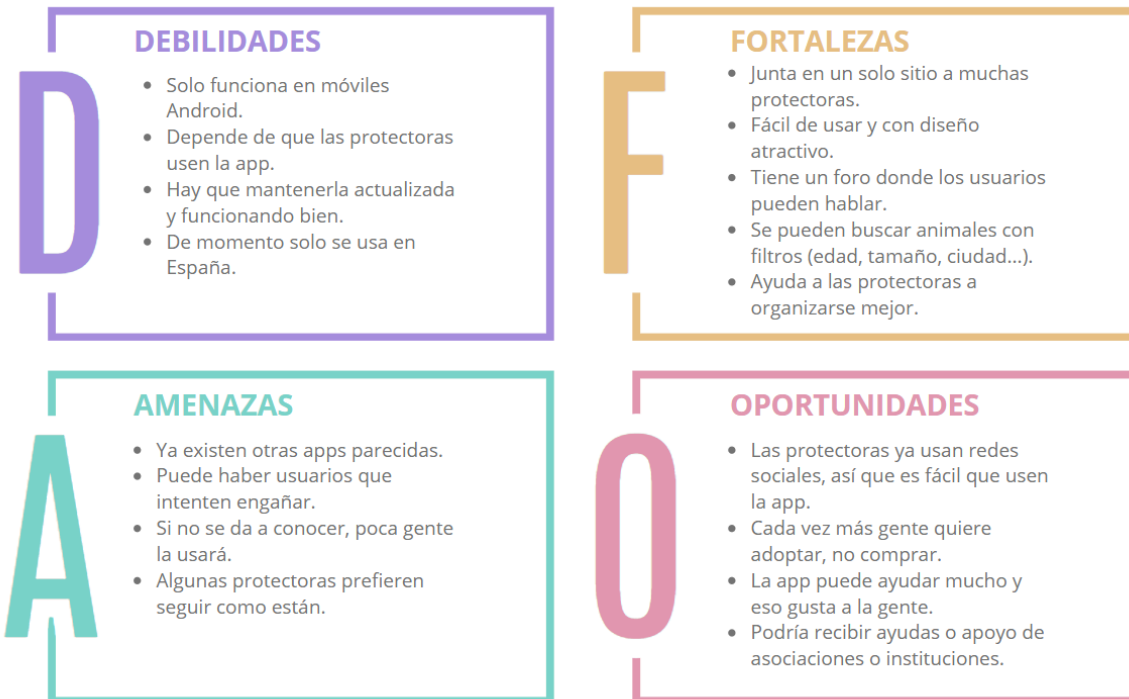 D
DEBILIDADES
• Solo funciona en móviles
Android.
• Depende de que las protectoras
usen la app.
• Hay que mantenerla actualizada
y funcionando bien.
• De momento solo se usa en
España.
F
FORTALEZAS
• Junta en un solo sitio a muchas
protectoras.
• Fácil de usar y con diseño
atractivo.
• Tiene un foro donde los usuarios
pueden hablar.
• Se pueden buscar animales con
filtros (edad, tamaño, ciudad...).
• Ayuda a las protectoras a
organizarse mejor.
A
AMENAZAS
• Ya existen otras apps parecidas.
• Puede haber usuarios que
intenten engañar.
• Si no se da a conocer, poca gente
la usará.
• Algunas protectoras prefieren
seguir como están.
O
OPORTUNIDADES
• Las protectoras ya usan redes
sociales, así que es fácil que usen
la app.
• Cada vez más gente quiere
adoptar, no comprar.
• La app puede ayudar mucho y
eso gusta a la gente.
• Podría recibir ayudas o apoyo de
asociaciones o instituciones.